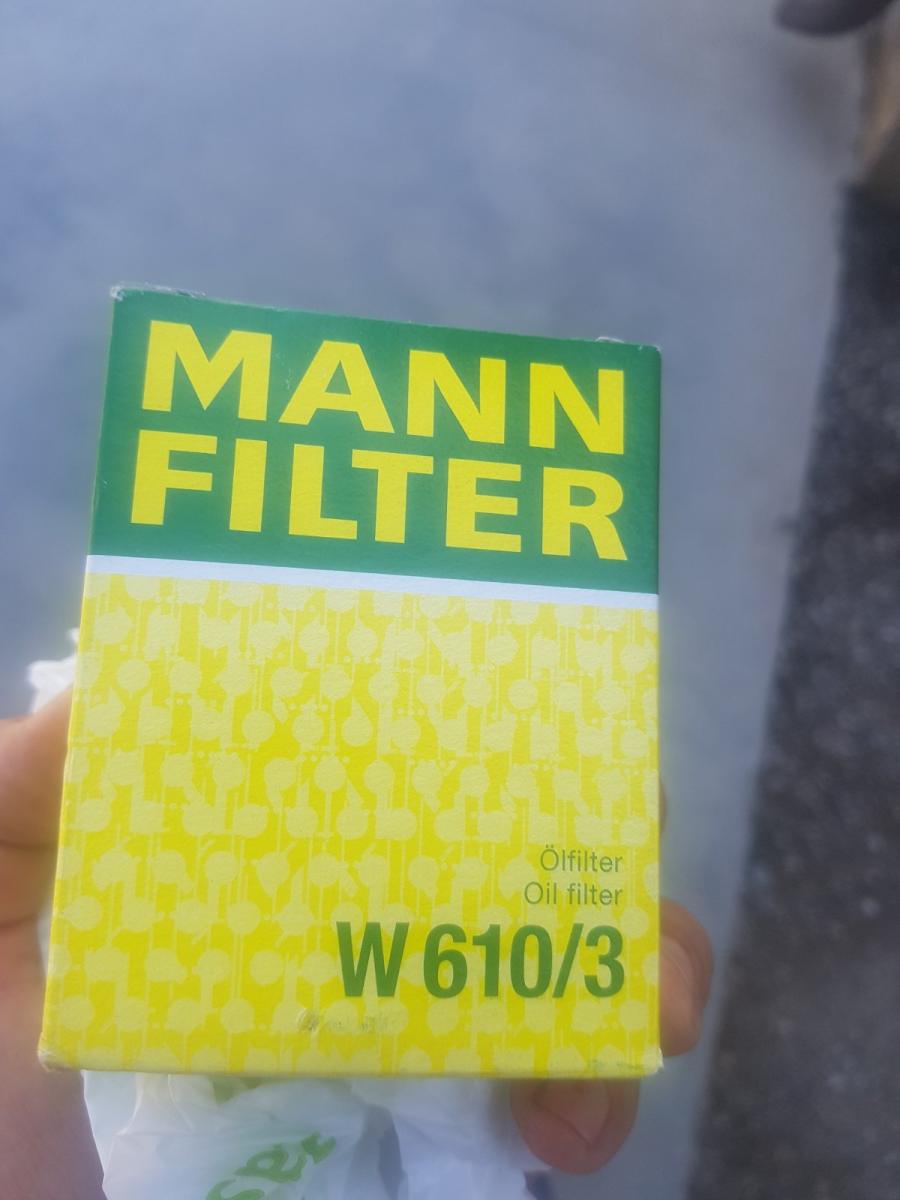 MANN
FILTER
Ölfilter
Oil filter
W 610/3